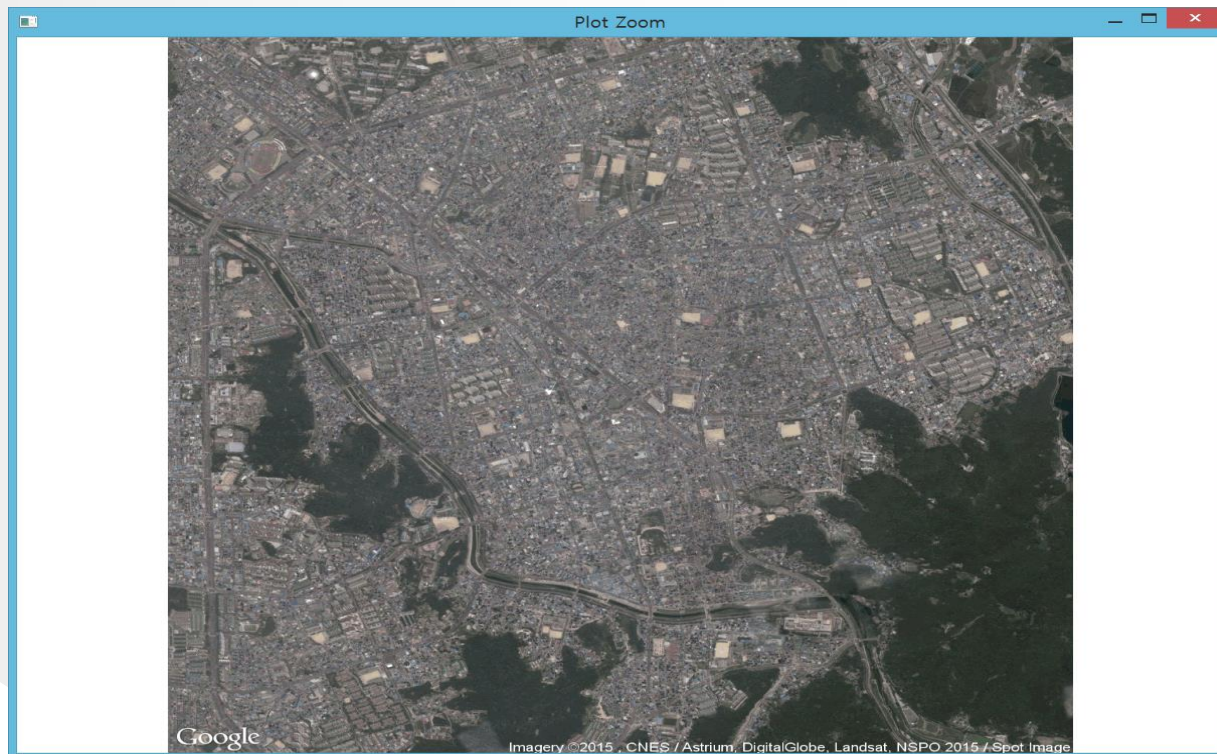 Plot Zoom
Google
Imagery ©2015 , CNES / Astrium, DigitalGlobe, Landsat, NSPO 2015 / Spot Image